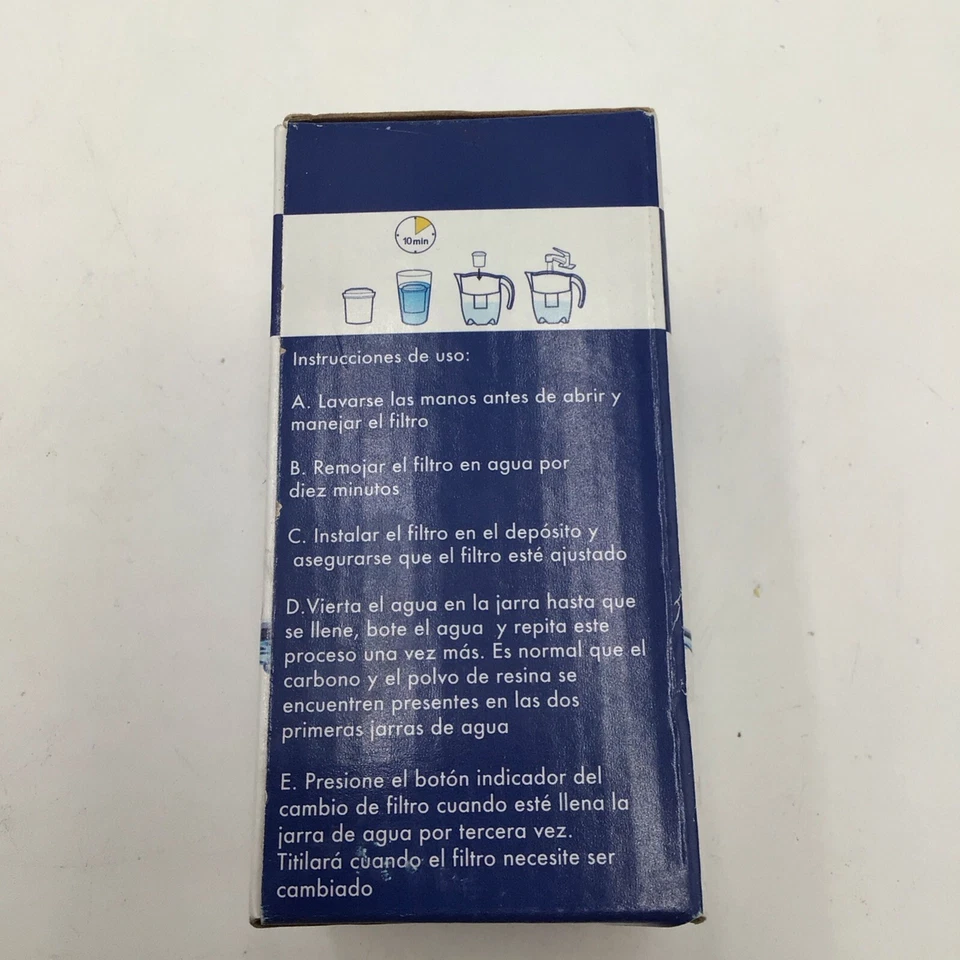 10min
Instrucciones de uso:
A. Lavarse las manos antes de abrir y
manejar el filtro
B. Remojar el filtro en agua por
diez minutos
C. Instalar el filtro en el depósito y
asegurarse que el filtro esté ajustado
D.Vierta el agua en la jarra hasta que
se llene, bote el agua y repita este
proceso una vez más. Es normal que el
carbono y el polvo de resina se
encuentren presentes en las dos
primeras jarras de agua
E. Presione el botón indicador del
cambio de filtro cuando esté llena la
jarra de agua por tercera vez.
Titilará cuando el filtro necesite ser
cambiado